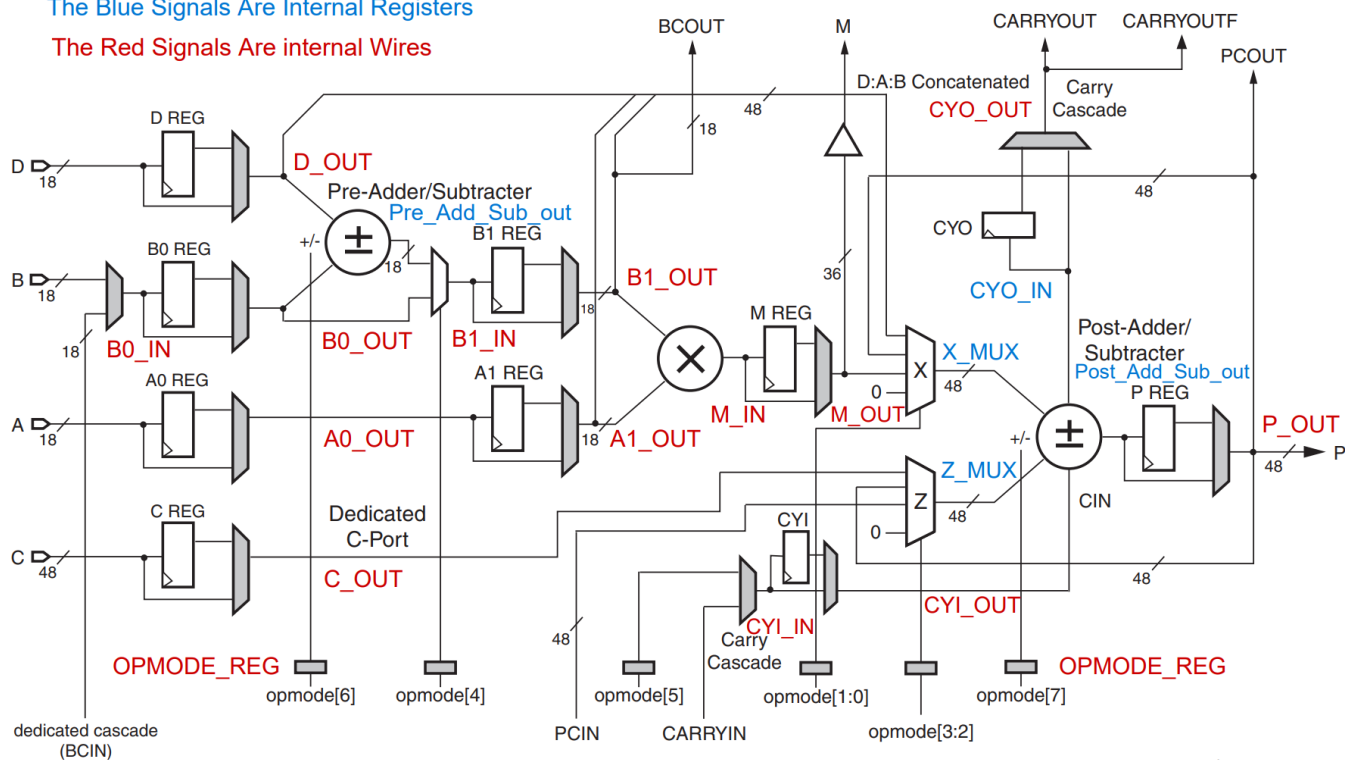 The Blue Signals Are Internal Registers
The Red Signals Are internal Wires
BCOUT
M
CARRYOUT
CARRYOUTF
PCOUT
D:A:B Concatenated
Carry
Cascade
CYO_OUT
48
18
D REG
D
18
D_OUT
Pre-Adder/Subtracter
Pre_Add_Sub_out
+/-
±
18
48
B0 REG
B1 REG
CYO
B
18
18
B1_OUT
36
CYO_IN
18
B0_IN
B0_OUT
B1_IN
M REG
Post-Adder/
Subtracter
Post_Add_Sub_out
X_MUX
X
48
P REG
A0 REG
A1 REG
0
A
18
A0_OUT
18
A1_OUT
M_IN
M_OUT
+/-
±
P_OUT
48
P
Z_MUX
Z
48
CIN
C REG
Dedicated
C-Port
CYI
0
C
48
C_OUT
48
CYI_OUT
48
CYI_IN
Carry
Cascade
OPMODE_REG
OPMODE_REG
opmode[6]
opmode[4]
opmode[5]
opmode[1:0]
opmode[7]
dedicated cascade
(BCIN)
PCIN
CARRYIN
opmode[3:2]